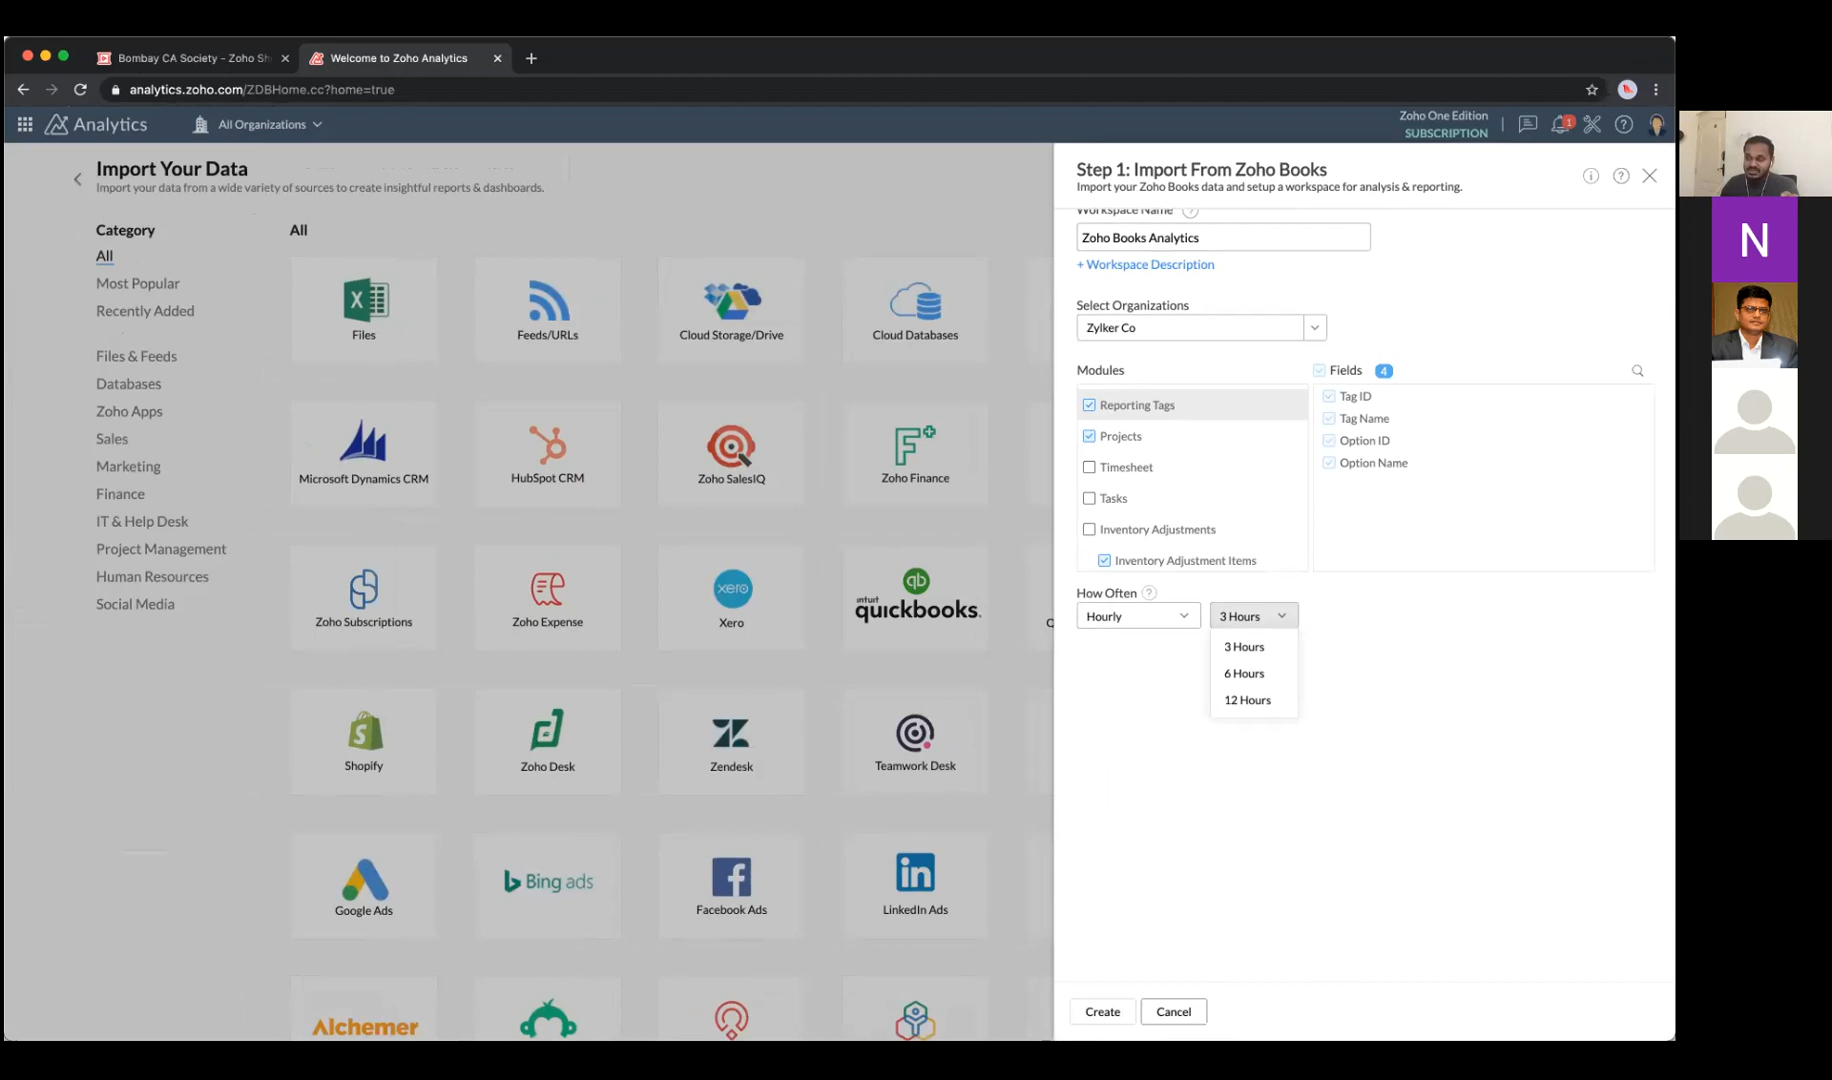 Bombay CA Society - Zoho Sh
Welcome to Zoho Analytics
analytics.zoho.com/ZDBHome.cc?home=true
Analytics
All Organizations
Zoho One Edition
SUBSCRIPTION
1
Import Your Data
Import your data from a wide variety of sources to create insightful reports & dashboards.
Category
All
Most Popular
Recently Added
Files & Feeds
Databases
Zoho Apps
Sales
Marketing
Finance
IT & Help Desk
Project Management
Human Resources
Social Media
All
Files
Feeds/URLs
Cloud Storage/Drive
Cloud Databases
Microsoft Dynamics CRM
HubSpot CRM
Zoho SalesIQ
Zoho Finance
Zoho Subscriptions
Zoho Expense
xero
Xero
qb
intuit
quickbooks.
Shopify
Zoho Desk
Zendesk
Teamwork Desk
Google Ads
Bing ads
Facebook Ads
LinkedIn Ads
Alchemer
Step 1: Import From Zoho Books
Import your Zoho Books data and setup a workspace for analysis & reporting.
Workspace Name
Zoho Books Analytics
+ Workspace Description
Select Organizations
Zylker Co
Modules
Reporting Tags
Projects
Timesheet
Tasks
Inventory Adjustments
Inventory Adjustment Items
Fields 4
Tag ID
Tag Name
Option ID
Option Name
How Often
Hourly
3 Hours
3 Hours
6 Hours
12 Hours
Create
Cancel
N